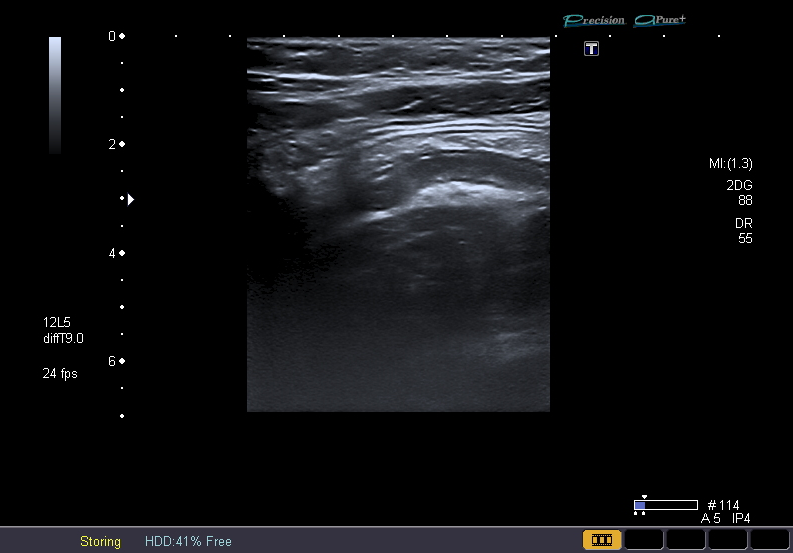 Precision APure+
0
T
2
MI:(1.3)
2DG
88
DR
55
4
12L5
diffT9.0
6
24 fps
#114
A 5 IP4
Storing HDD:41% Free